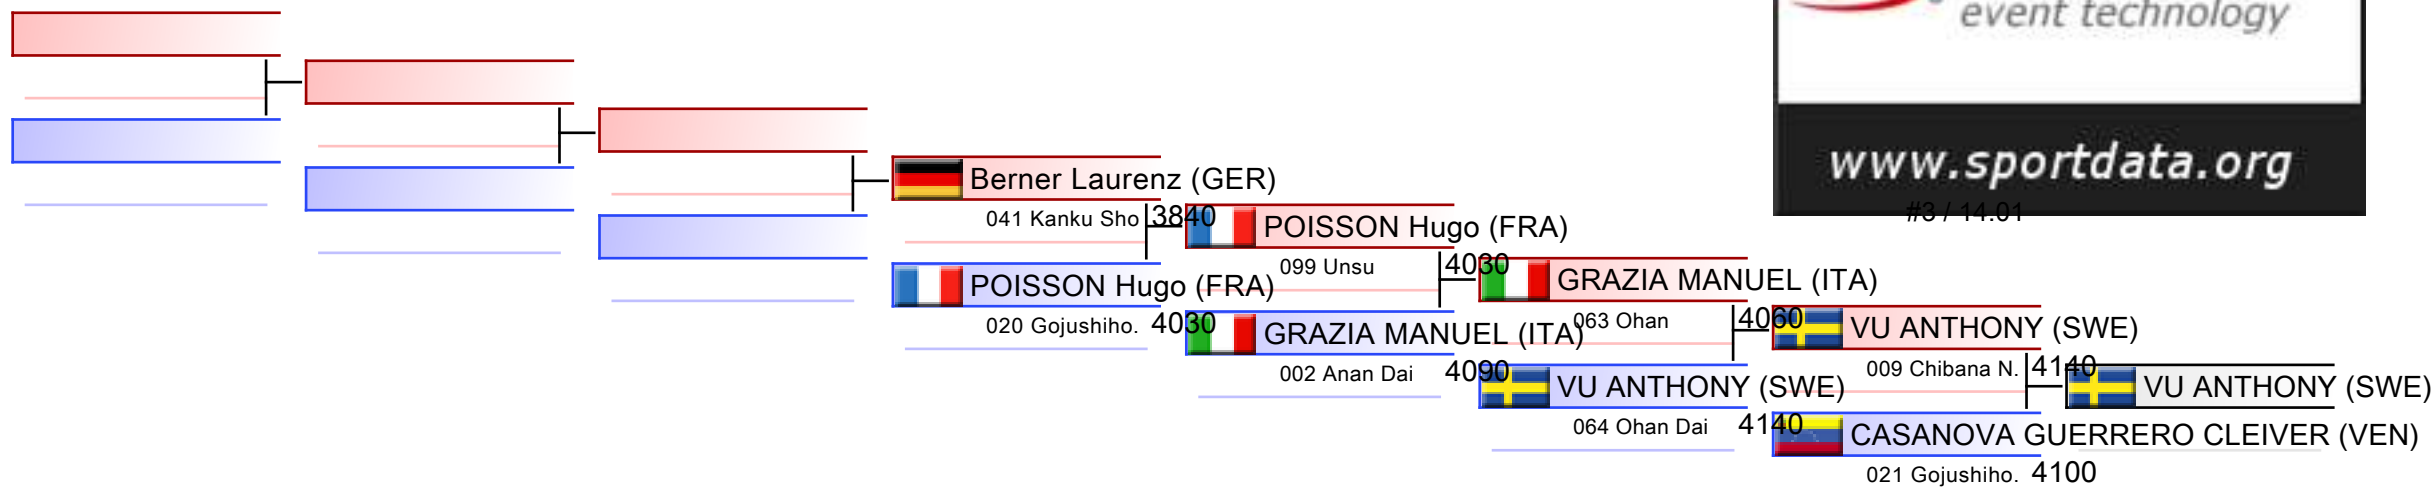 event technology
www.sportdata.org
#3 / 14.01
Berner Laurenz (GER)
041 Kanku Sho 3840
POISSON Hugo (FRA)
020 Gojushiho. 4030
POISSON Hugo (FRA)
099 Unsu 4030
GRAZIA MANUEL (ITA)
002 Anan Dai 4090
GRAZIA MANUEL (ITA)
063 Ohan 4060
VU ANTHONY (SWE)
064 Ohan Dai 4140
VU ANTHONY (SWE)
009 Chibana N. 4140
CASANOVA GUERRERO CLEIVER (VEN)
021 Gojushiho. 4100
VU ANTHONY (SWE)